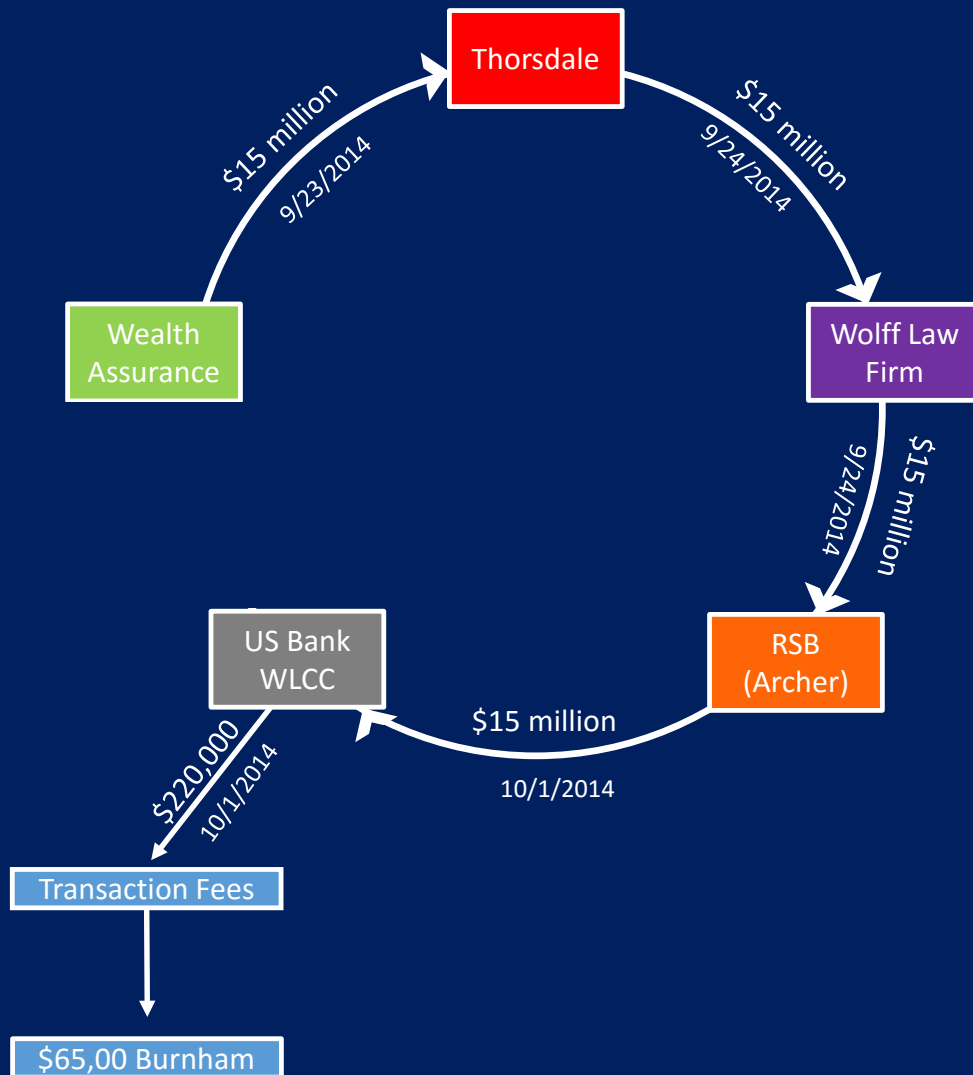 Thorsdale
$15 million
9/23/2014
$15 million
9/24/2014
Wealth
Assurance
Wolff Law
Firm
$15 million
9/24/2014
US Bank
WLCC
RSB
(Archer)
$15 million
10/1/2014
$220,000
10/1/2014
Transaction Fees
$65,00 Burnham